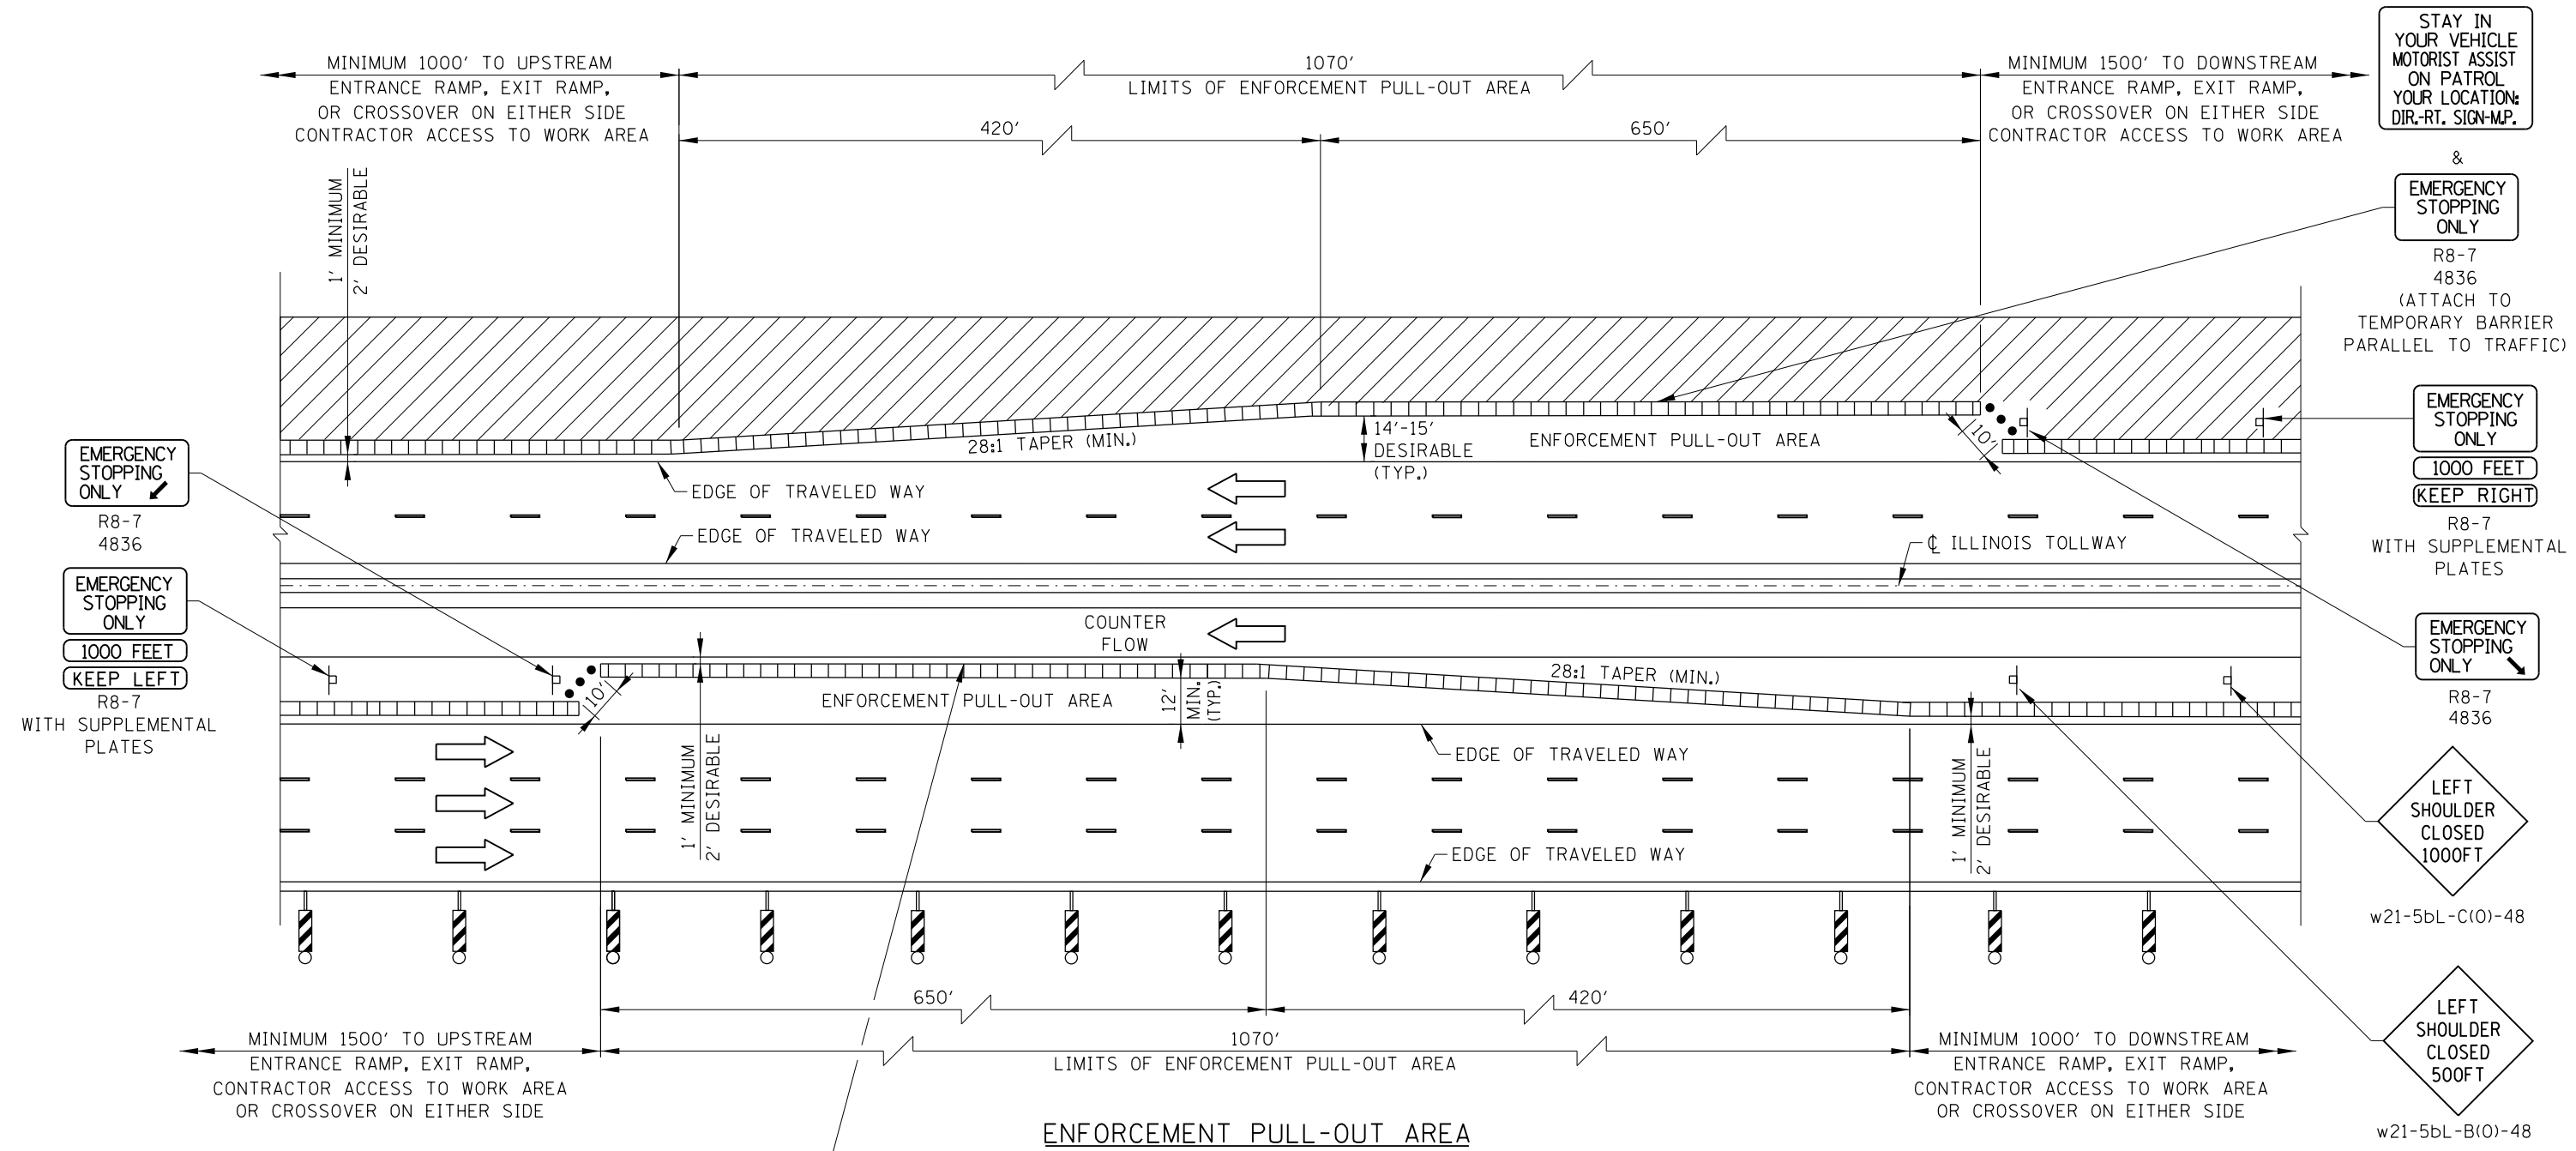 MINIMUM 1000' TO UPSTREAM
ENTRANCE RAMP, EXIT RAMP,
OR CROSSOVER ON EITHER SIDE
CONTRACTOR ACCESS TO WORK AREA
1070'
LIMITS OF ENFORCEMENT PULL-OUT AREA
MINIMUM 1500' TO DOWNSTREAM
ENTRANCE RAMP, EXIT RAMP,
OR CROSSOVER ON EITHER SIDE
CONTRACTOR ACCESS TO WORK AREA
420'
650'
STAY IN
YOUR VEHICLE
MOTORIST ASSIST
ON PATROL
YOUR LOCATION:
DIR.-RT. SIGN-M.P.
&
EMERGENCY
STOPPING
ONLY
R8-7
4836
(ATTACH TO
TEMPORARY BARRIER
PARALLEL TO TRAFFIC)
1' MINIMUM
2' DESIRABLE
28:1 TAPER (MIN.)
14'-15'
DESIRABLE
(TYP.)
ENFORCEMENT PULL-OUT AREA
10'
EMERGENCY
STOPPING
ONLY
1000 FEET
KEEP RIGHT
R8-7
WITH SUPPLEMENTAL
PLATES
EMERGENCY
STOPPING
ONLY
R8-7
4836
EDGE OF TRAVELED WAY
EDGE OF TRAVELED WAY
℄ ILLINOIS TOLLWAY
EMERGENCY
STOPPING
ONLY
1000 FEET
KEEP LEFT
R8-7
WITH SUPPLEMENTAL
PLATES
COUNTER
FLOW
10'
ENFORCEMENT PULL-OUT AREA
12'
MIN.
(TYP.)
28:1 TAPER (MIN.)
EMERGENCY
STOPPING
ONLY
R8-7
4836
1' MINIMUM
2' DESIRABLE
EDGE OF TRAVELED WAY
EDGE OF TRAVELED WAY
1' MINIMUM
2' DESIRABLE
LEFT
SHOULDER
CLOSED
1000FT
w21-5bL-C(O)-48
LEFT
SHOULDER
CLOSED
500FT
w21-5bL-B(O)-48
650'
420'
MINIMUM 1500' TO UPSTREAM
ENTRANCE RAMP, EXIT RAMP,
CONTRACTOR ACCESS TO WORK AREA
OR CROSSOVER ON EITHER SIDE
1070'
LIMITS OF ENFORCEMENT PULL-OUT AREA
MINIMUM 1000' TO DOWNSTREAM
ENTRANCE RAMP, EXIT RAMP,
CONTRACTOR ACCESS TO WORK AREA
OR CROSSOVER ON EITHER SIDE
ENFORCEMENT PULL-OUT AREA